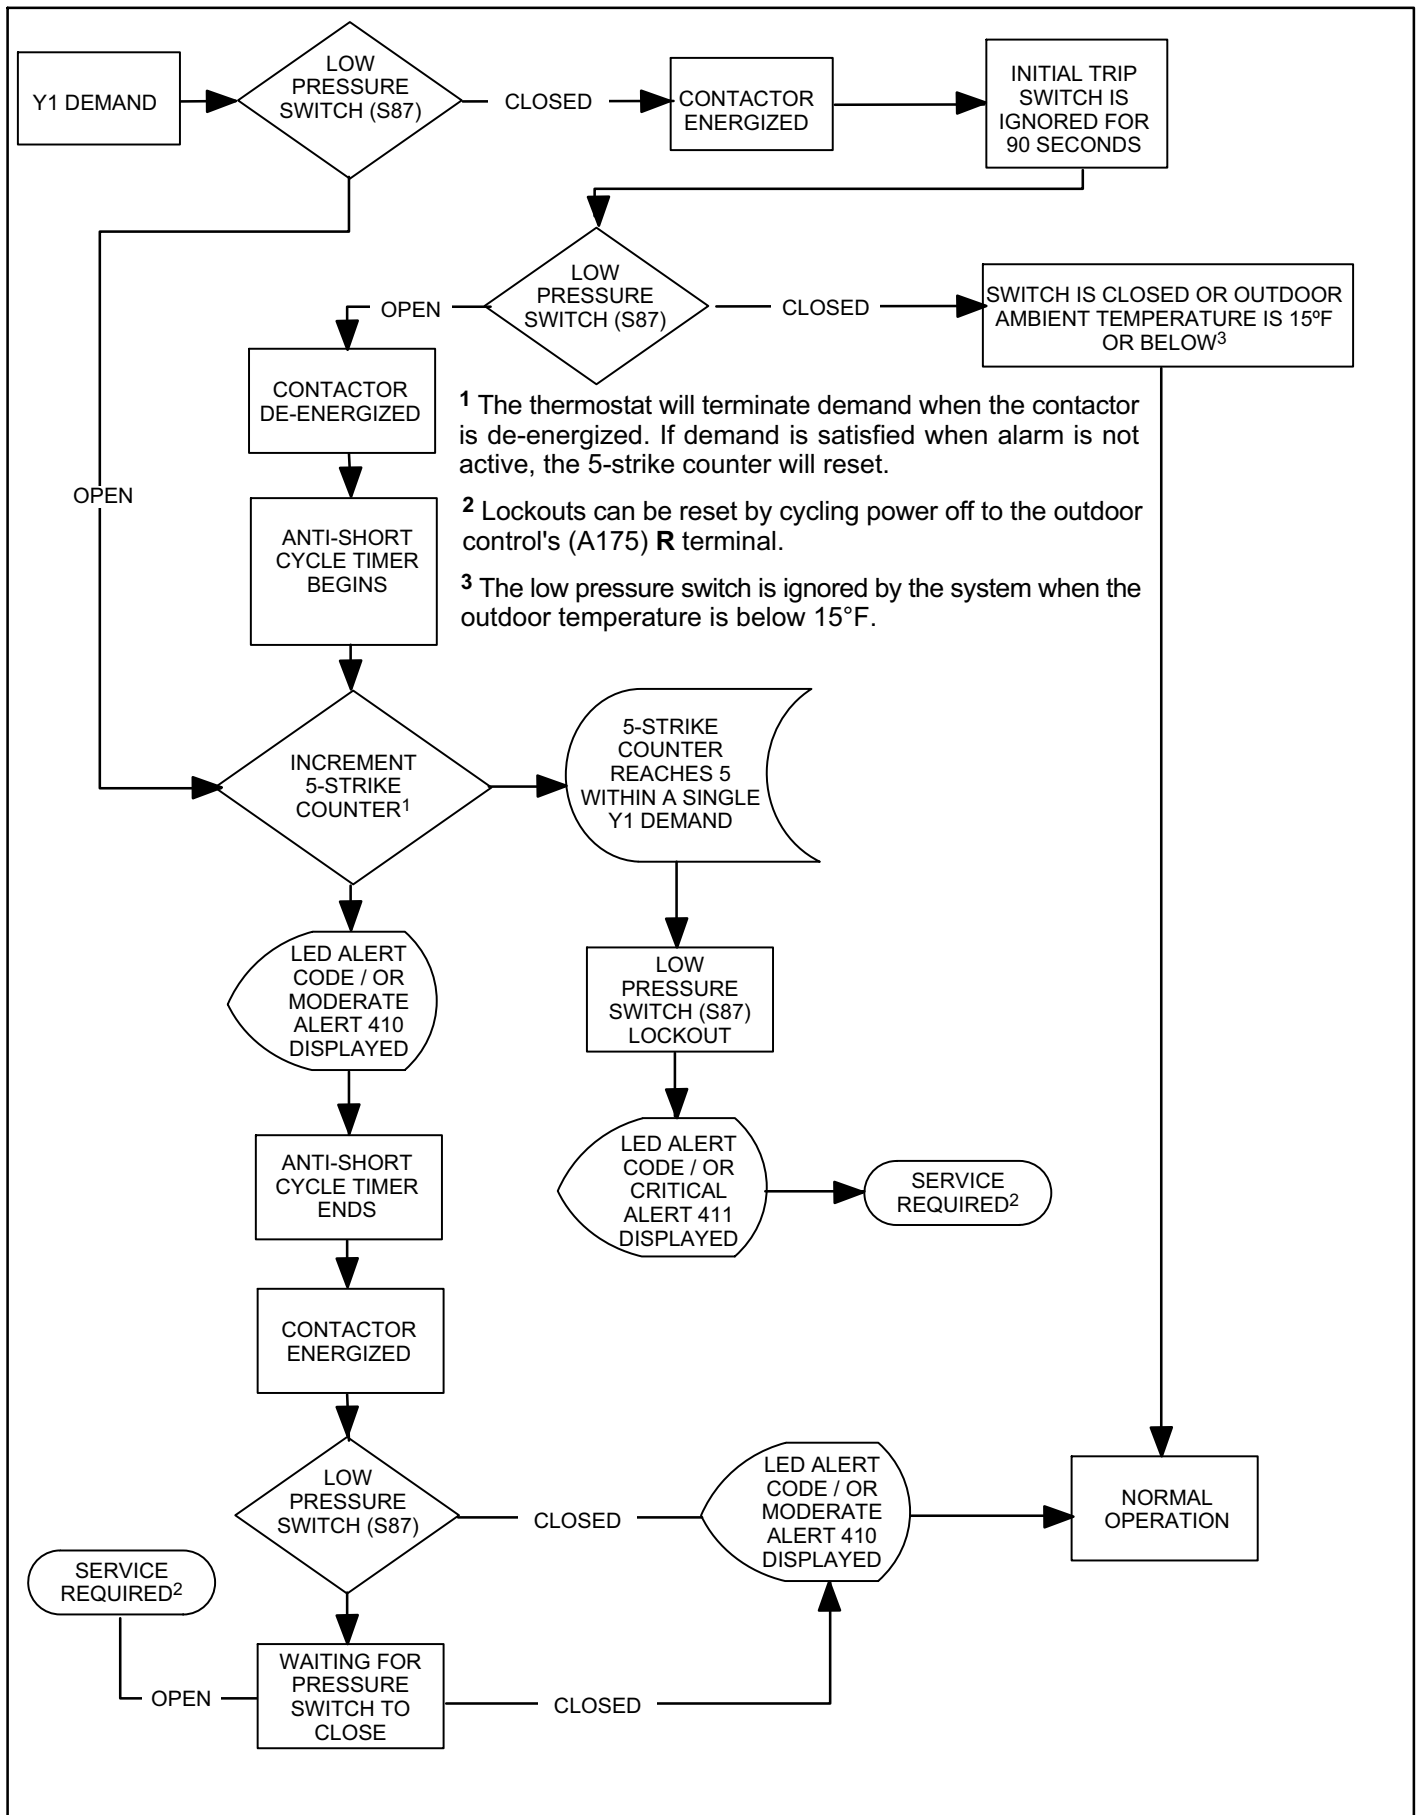 Y1 DEMAND
LOW
PRESSURE
SWITCH (S87)
CLOSED
CONTACTOR
ENERGIZED
INITIAL TRIP
SWITCH IS
IGNORED FOR
90 SECONDS
LOW
PRESSURE
SWITCH (S87)
OPEN
CLOSED
SWITCH IS CLOSED OR OUTDOOR
AMBIENT TEMPERATURE IS 15ºF
OR BELOW3
CONTACTOR
DE-ENERGIZED
1 The thermostat will terminate demand when the contactor
is de-energized. If demand is satisfied when alarm is not
active, the 5-strike counter will reset.
2 Lockouts can be reset by cycling power off to the outdoor
control's (A175) R terminal.
3 The low pressure switch is ignored by the system when the
outdoor temperature is below 15°F.
OPEN
ANTI-SHORT
CYCLE TIMER
BEGINS
INCREMENT
5-STRIKE
COUNTER1
5-STRIKE
COUNTER
REACHES 5
WITHIN A SINGLE
Y1 DEMAND
LED ALERT
CODE / OR
MODERATE
ALERT 410
DISPLAYED
LOW
PRESSURE
SWITCH (S87)
LOCKOUT
ANTI-SHORT
CYCLE TIMER
ENDS
LED ALERT
CODE / OR
CRITICAL
ALERT 411
DISPLAYED
SERVICE
REQUIRED2
CONTACTOR
ENERGIZED
LOW
PRESSURE
SWITCH (S87)
CLOSED
LED ALERT
CODE / OR
MODERATE
ALERT 410
DISPLAYED
NORMAL
OPERATION
SERVICE
REQUIRED2
OPEN
WAITING FOR
PRESSURE
SWITCH TO
CLOSE
CLOSED